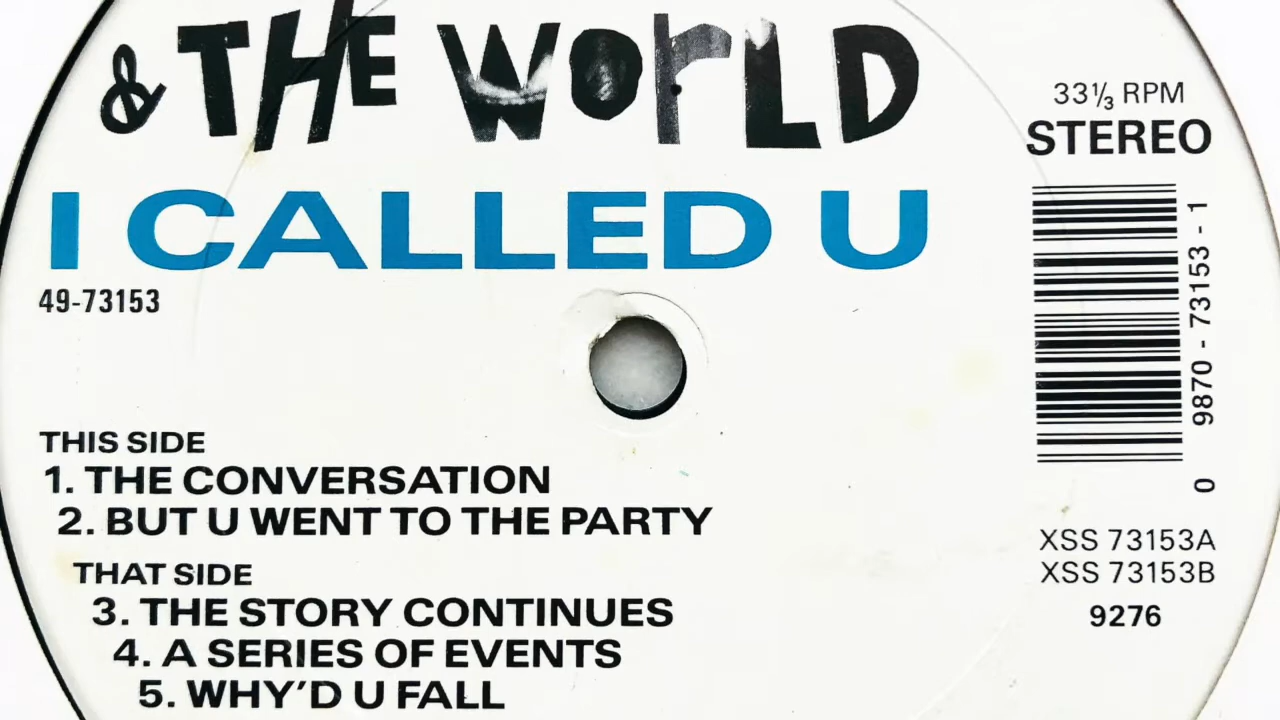 & THE WOrLD
I CALLED U
49-73153
THIS SIDE
1. THE CONVERSATION
2. BUT U WENT TO THE PARTY
THAT SIDE
3. THE STORY CONTINUES
4. A SERIES OF EVENTS
5. WHY'D U FALL
33⅓ RPM
STEREO
0 9870 - 73153 - 1
XSS 73153A
XSS 73153B
9276